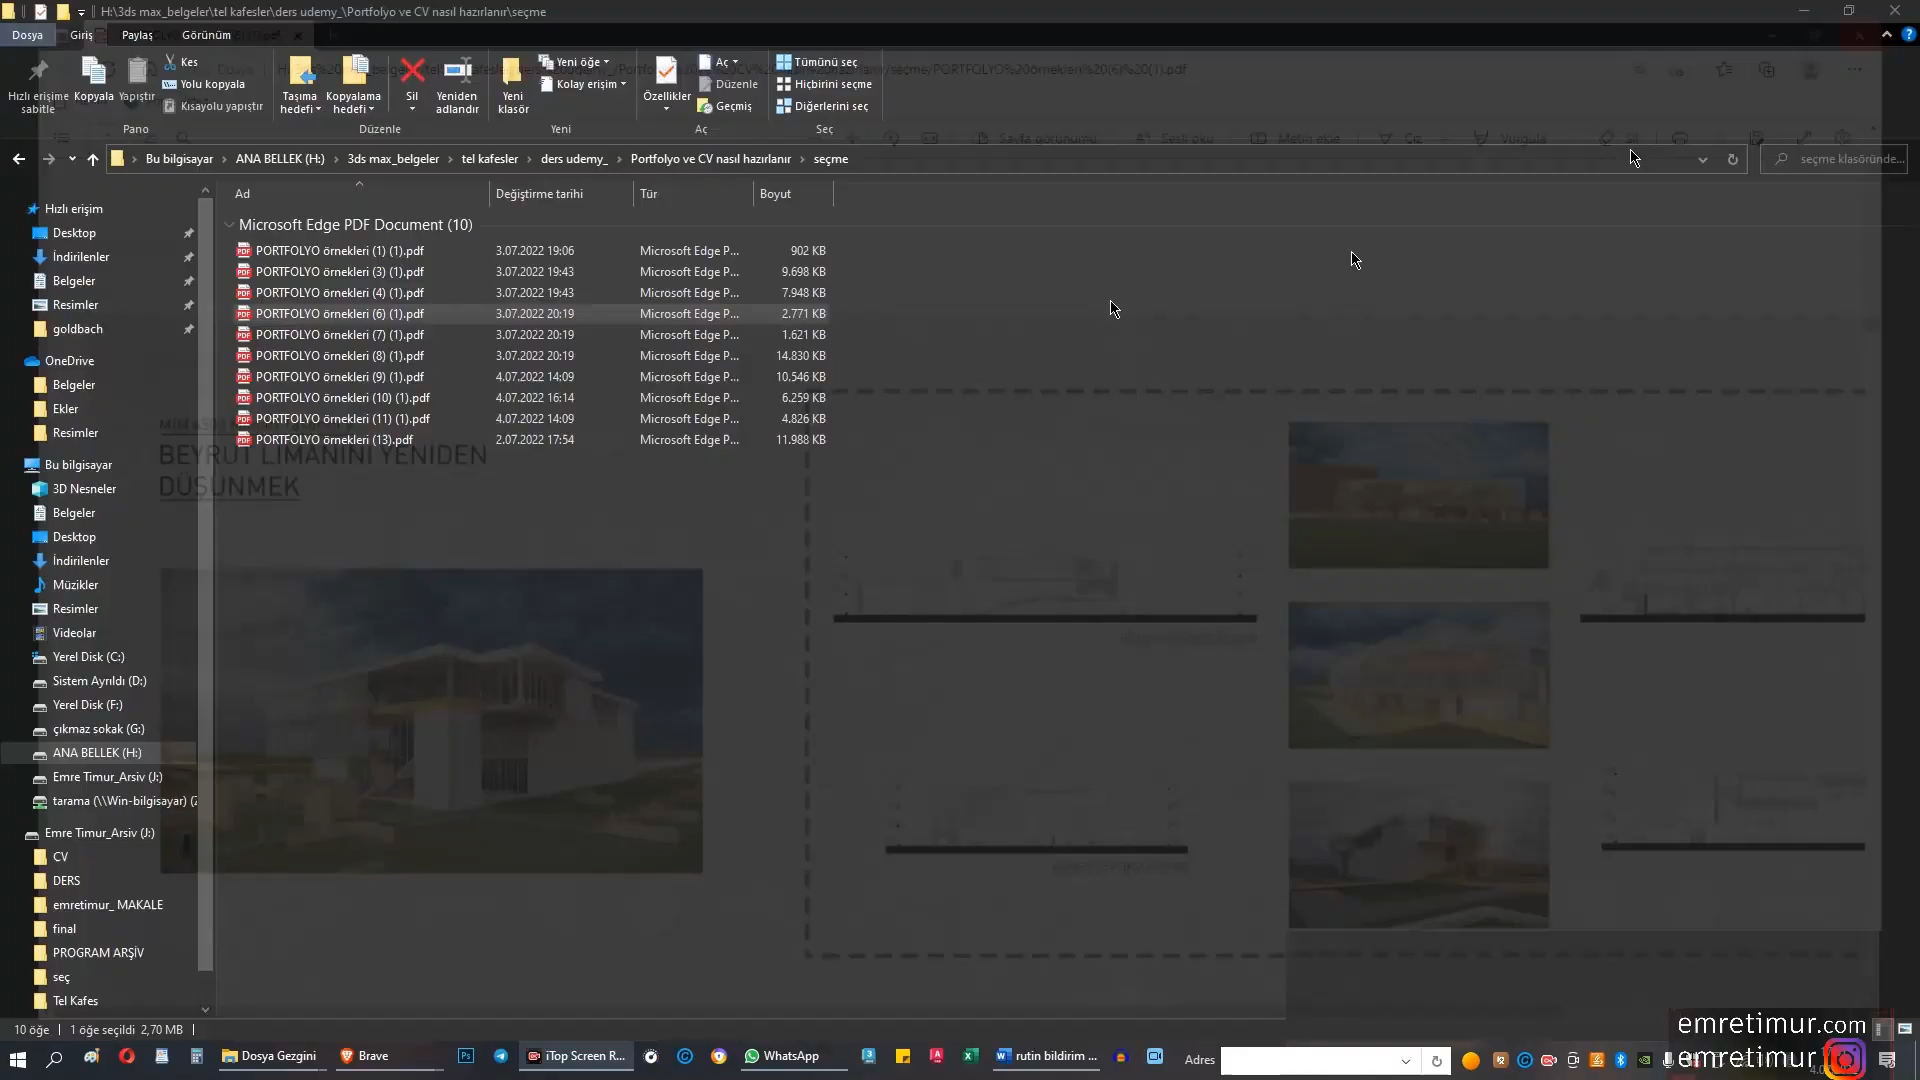 H:\3ds max_belgeler\tel kafesler\ders udemy_\Portfolyo ve CV nasıl hazırlanır\seçme
Dosya Giriş Paylaş Görünüm
Hızlı erişime sabitle
Kopyala
Yapıştır
Kes
Yolu kopyala
Kısayolu yapıştır
Pano
Taşıma hedefi
Kopyalama hedefi
Sil
Yeniden adlandır
Düzenle
Yeni klasör
Yeni öğe
Kolay erişim
Yeni
Özellikler
Aç
Düzenle
Geçmiş
Aç
Tümünü seç
Hiçbirini seçme
Diğerlerini seç
Seç
Bu bilgisayar > ANA BELLEK (H:) > 3ds max_belgeler > tel kafesler > ders udemy_ > Portfolyo ve CV nasıl hazırlanır > seçme
seçme klasöründe...
Ad Değiştirme tarihi Tür Boyut
Microsoft Edge PDF Document (10)
PORTFOLYO örnekleri (1) (1).pdf 3.07.2022 19:06 Microsoft Edge P... 902 KB
PORTFOLYO örnekleri (3) (1).pdf 3.07.2022 19:43 Microsoft Edge P... 9.698 KB
PORTFOLYO örnekleri (4) (1).pdf 3.07.2022 19:43 Microsoft Edge P... 7.948 KB
PORTFOLYO örnekleri (6) (1).pdf 3.07.2022 20:19 Microsoft Edge P... 2.771 KB
PORTFOLYO örnekleri (7) (1).pdf 3.07.2022 20:19 Microsoft Edge P... 1.621 KB
PORTFOLYO örnekleri (8) (1).pdf 3.07.2022 20:19 Microsoft Edge P... 14.830 KB
PORTFOLYO örnekleri (9) (1).pdf 4.07.2022 14:09 Microsoft Edge P... 10.546 KB
PORTFOLYO örnekleri (10) (1).pdf 4.07.2022 16:14 Microsoft Edge P... 6.259 KB
PORTFOLYO örnekleri (11) (1).pdf 4.07.2022 14:09 Microsoft Edge P... 4.826 KB
PORTFOLYO örnekleri (13).pdf 2.07.2022 17:54 Microsoft Edge P... 11.988 KB
BEYRUT LİMANINI YENİDEN
DÜŞÜNMEK
Hızlı erişim
Desktop
İndirilenler
Belgeler
Resimler
goldbach
OneDrive
Belgeler
Ekler
Resimler
Bu bilgisayar
3D Nesneler
Belgeler
Desktop
İndirilenler
Müzikler
Resimler
Videolar
Yerel Disk (C:)
Sistem Ayrıldı (D:)
Yerel Disk (F:)
çıkmaz sokak (G:)
ANA BELLEK (H:)
Emre Timur_Arsiv (J:)
tarama (\\Win-bilgisayar) (Z
Emre Timur_Arsiv (J:)
CV
DERS
emretimur_ MAKALE
final
PROGRAM ARŞİV
seç
Tel Kafes
10 öğe 1 öğe seçildi 2,70 MB
emretimur.com
emretimur
Dosya Gezgini
Brave
iTop Screen R...
WhatsApp
rutin bildirim ...
Adres